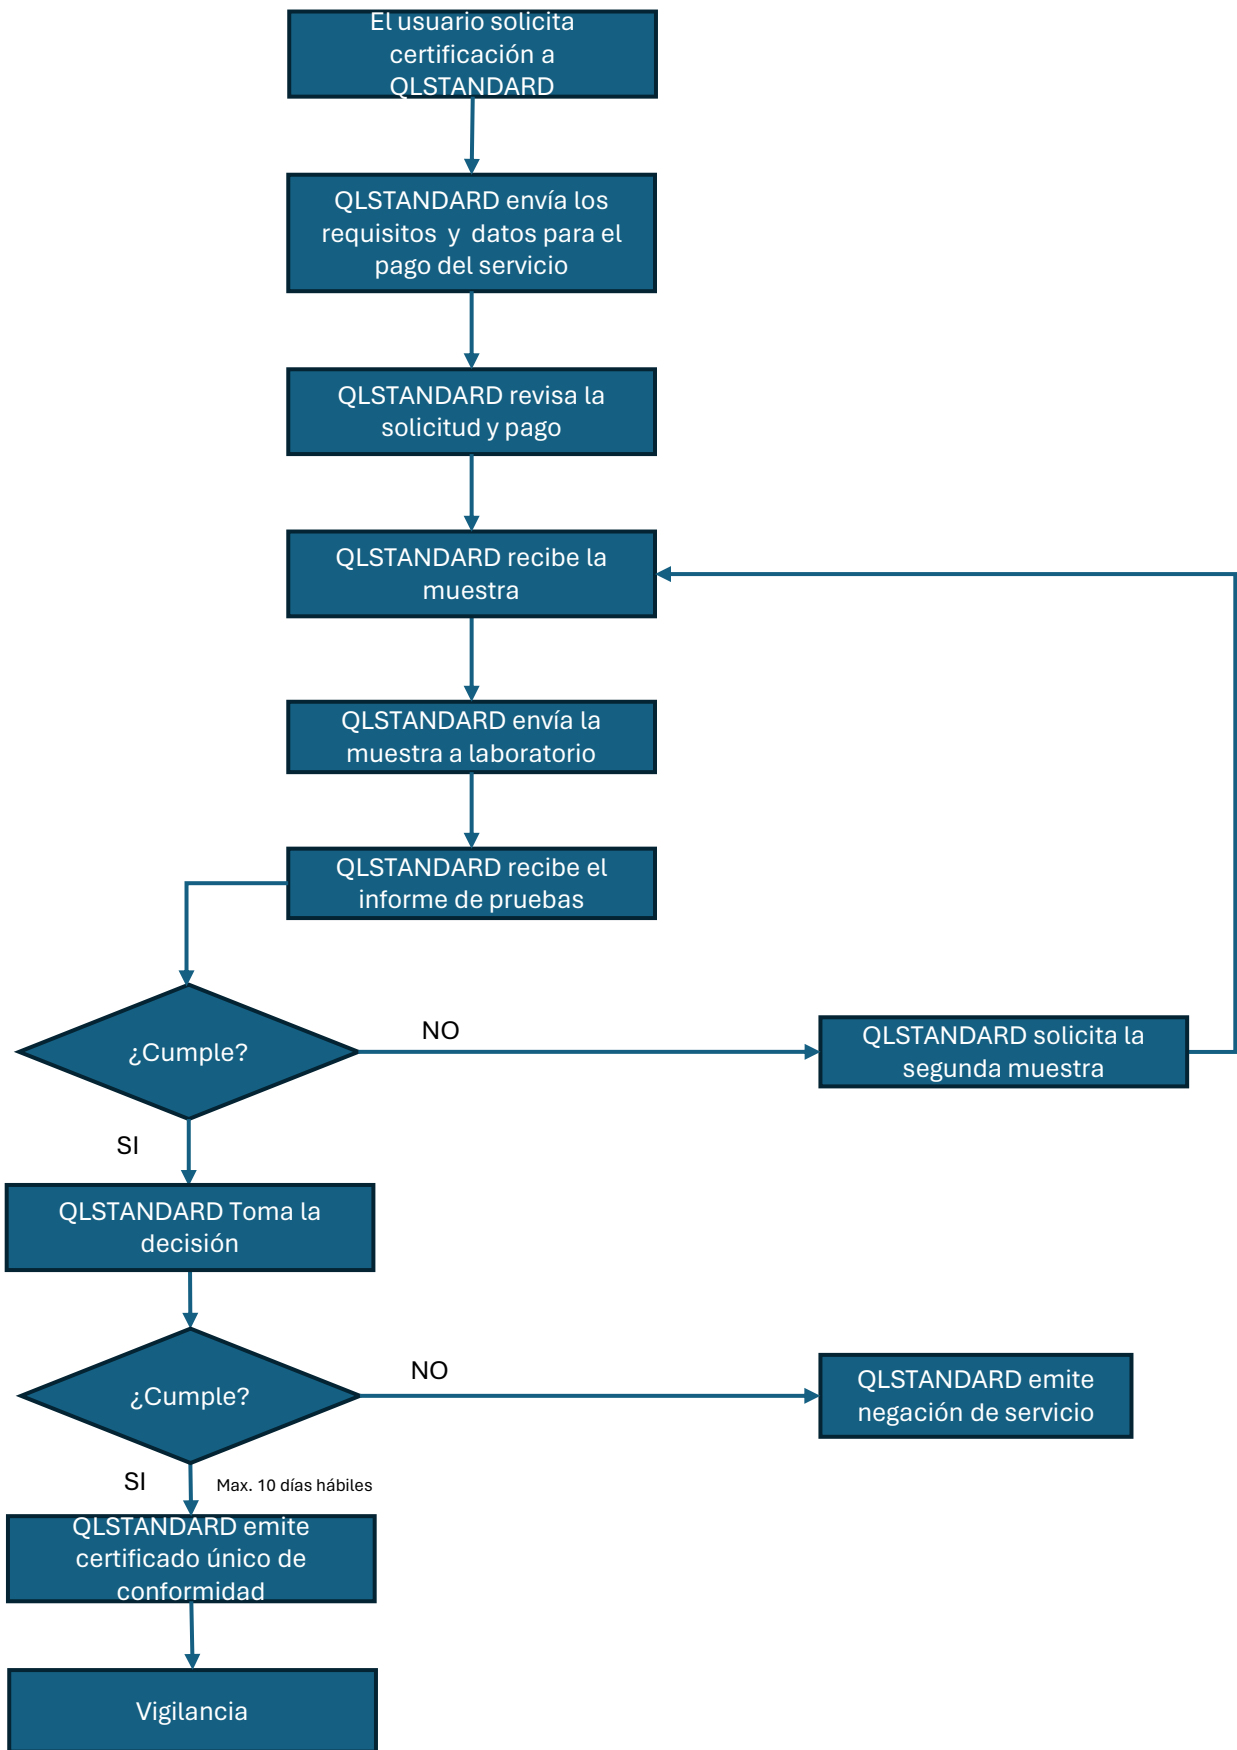 El usuario solicita
certificación a
QLSTANDARD
QLSTANDARD envía los
requisitos y datos para el
pago del servicio
QLSTANDARD revisa la
solicitud y pago
QLSTANDARD recibe la
muestra
QLSTANDARD envía la
muestra a laboratorio
QLSTANDARD recibe el
informe de pruebas
¿Cumple?
NO
QLSTANDARD solicita la
segunda muestra
SI
QLSTANDARD Toma la
decisión
¿Cumple?
NO
QLSTANDARD emite
negación de servicio
SI
Max. 10 días hábiles
QLSTANDARD emite
certificado único de
conformidad
Vigilancia